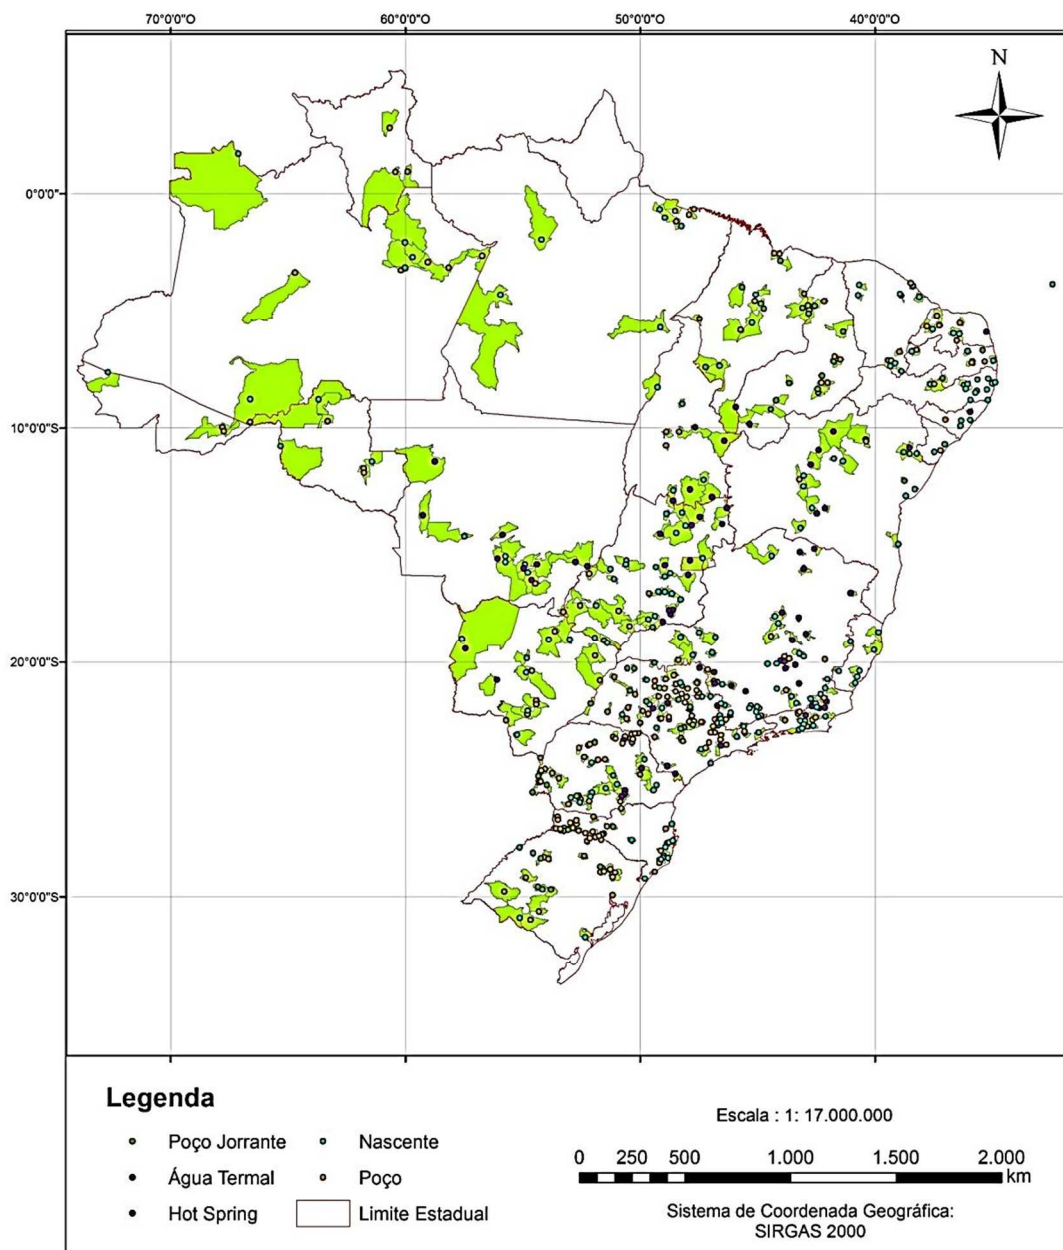 70°0'0"O 60°0'0"O 50°0'0"O 40°0'0"O
N
0°0'0"
10°0'0"S
20°0'0"S
30°0'0"S
Legenda
Poço Jorrante
Nascente
Água Termal
Poço
Hot Spring
Limite Estadual
Escala : 1: 17.000.000
0 250 500 1.000 1.500 2.000
km
Sistema de Coordenada Geográfica:
SIRGAS 2000